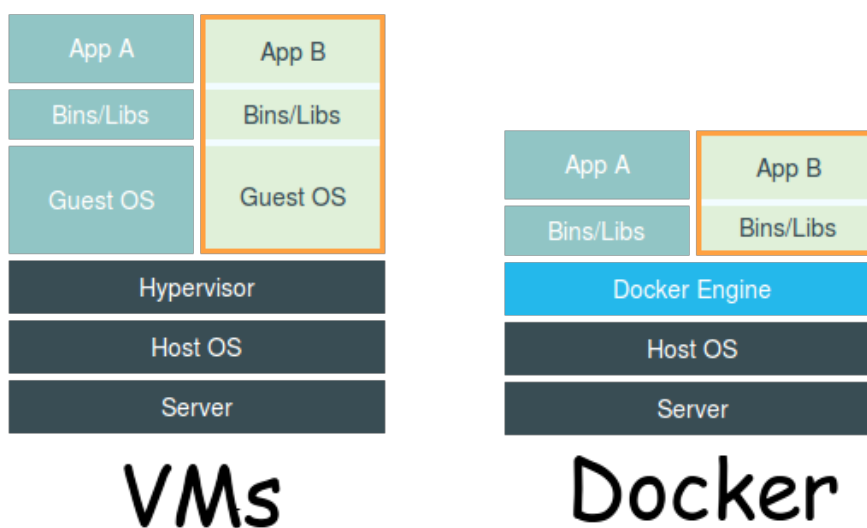 App A
App B
Bins/Libs
Bins/Libs
Guest OS
Guest OS
Hypervisor
Host OS
Server
VMs
App A
App B
Bins/Libs
Bins/Libs
Docker Engine
Host OS
Server
Docker